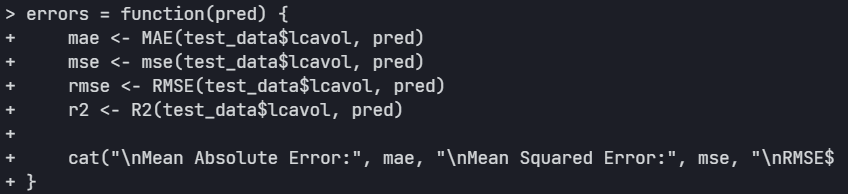 > errors = function(pred) {
+     mae <- MAE(test_data$lcavol, pred)
+     mse <- mse(test_data$lcavol, pred)
+     rmse <- RMSE(test_data$lcavol, pred)
+     r2 <- R2(test_data$lcavol, pred)
+
+     cat("\nMean Absolute Error:", mae, "\nMean Squared Error:", mse, "\nRMSE$
+ }